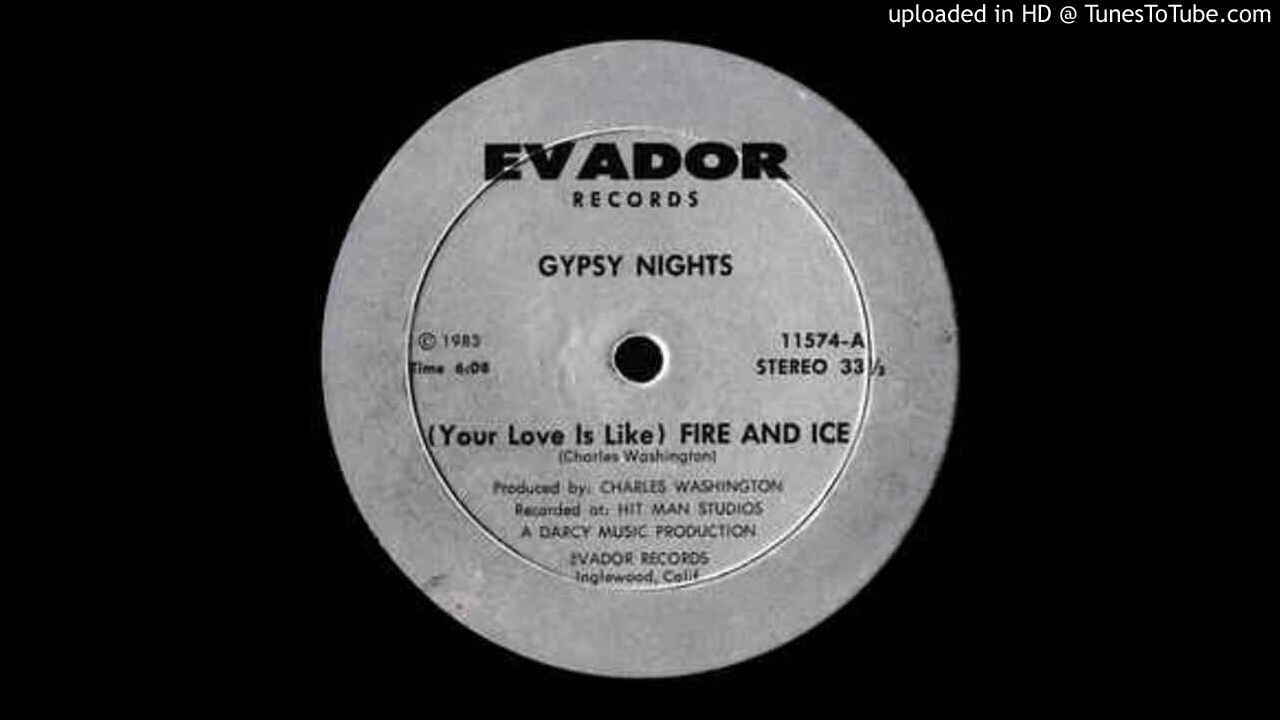 uploaded in HD @ TunesToTube.com
EVADOR
RECORDS
GYPSY NIGHTS
© 1983
11574-A
Time 6:08
STEREO 33⅓
(Your Love Is Like) FIRE AND ICE
(Charles Washington)
Produced by: CHARLES WASHINGTON
Recorded at: HIT MAN STUDIOS
A DARCY MUSIC PRODUCTION
EVADOR RECORDS
Inglewood, Calif